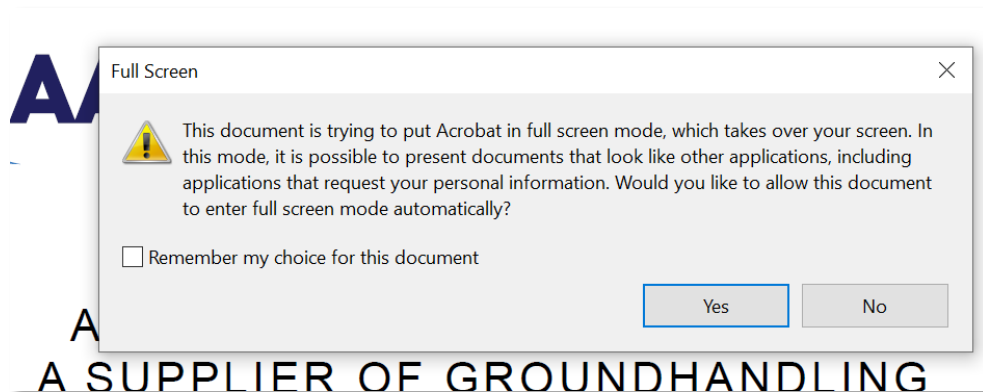 Full Screen
This document is trying to put Acrobat in full screen mode, which takes over your screen. In
this mode, it is possible to present documents that look like other applications, including
applications that request your personal information. Would you like to allow this document
to enter full screen mode automatically?
Remember my choice for this document
Yes No
A SUPPLIER OF GROUNDHANDLING